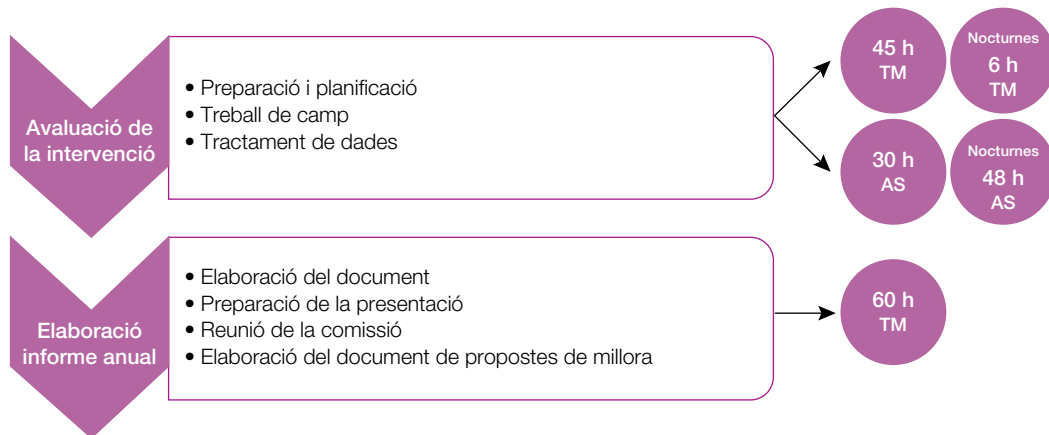 Avaluació de
la intervenció
• Preparació i planificació
• Treball de camp
• Tractament de dades
45 h
TM
Nocturnes
6 h
TM
30 h
AS
Nocturnes
48 h
AS
Elaboració
informe anual
• Elaboració del document
• Preparació de la presentació
• Reunió de la comissió
• Elaboració del document de propostes de millora
60 h
TM